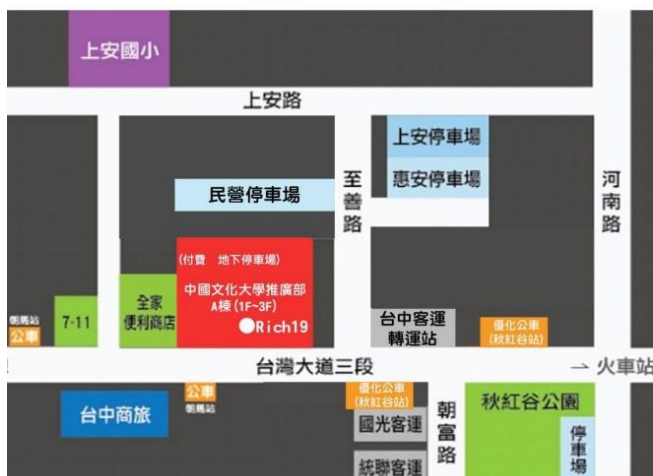 上安國小
上安路
上安停車場
惠安停車場
民營停車場
至善路
河南路
(付費 地下停車場)
中國文化大學推廣部
A棟(1F~3F)
Rich19
全家
便利商店
7-11
朝馬站
公車
台中客運
轉運站
優化公車
(秋紅谷站)
台灣大道三段
→ 火車站
台中商旅
公車
朝馬站
優化公車
(秋紅谷站)
國光客運
統聯客運
朝富路
秋紅谷公園
停車場